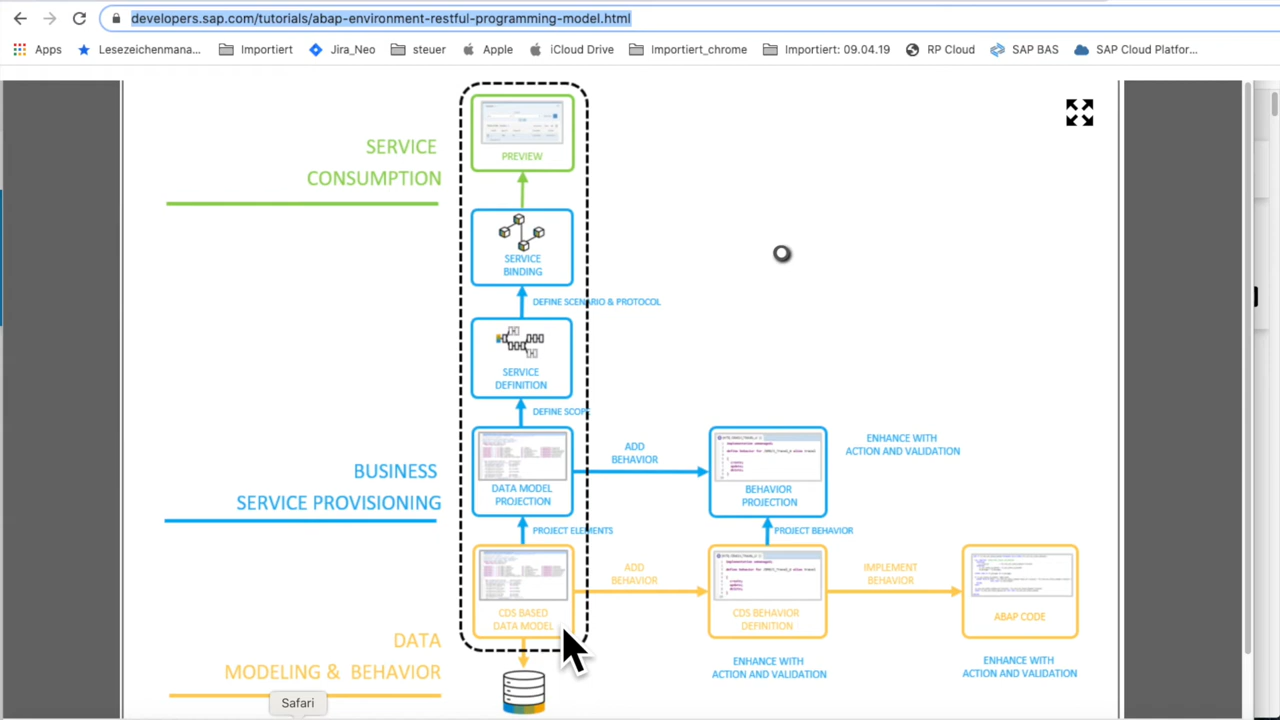 developers.sap.com/tutorials/abap-environment-restful-programming-model.html
Apps
Lesezeichenmana...
Importiert
Jira_Neo
steuer
Apple
iCloud Drive
Importiert_chrome
Importiert: 09.04.19
RP Cloud
SAP BAS
SAP Cloud Platfor...
SERVICE
CONSUMPTION
PREVIEW
SERVICE
BINDING
DEFINE SCENARIO & PROTOCOL
SERVICE
DEFINITION
DEFINE SCOPE
BUSINESS
SERVICE PROVISIONING
DATA MODEL
PROJECTION
ADD
BEHAVIOR
BEHAVIOR
PROJECTION
ENHANCE WITH
ACTION AND VALIDATION
PROJECT ELEMENTS
PROJECT BEHAVIOR
DATA
MODELING & BEHAVIOR
CDS BASED
DATA MODEL
ADD
BEHAVIOR
CDS BEHAVIOR
DEFINITION
IMPLEMENT
BEHAVIOR
ABAP CODE
ENHANCE WITH
ACTION AND VALIDATION
ENHANCE WITH
ACTION AND VALIDATION
Safari